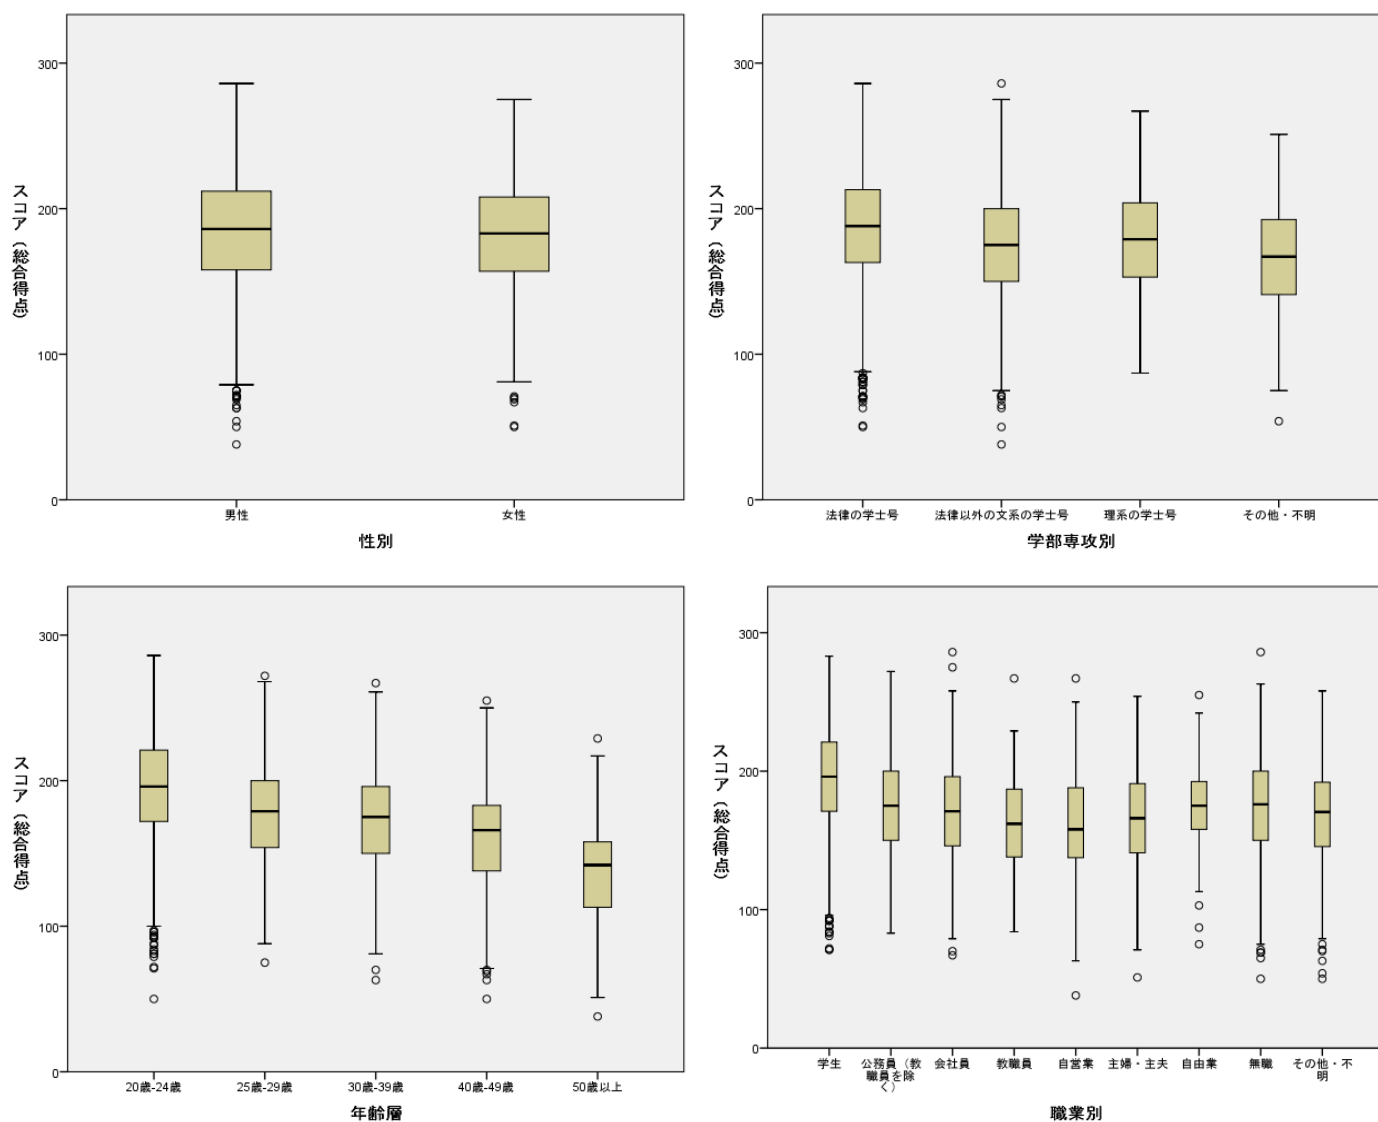 300
200
100
0
スコア（総合得点）
男性
女性
性別
300
200
100
0
スコア（総合得点）
法律の学士号
法律以外の文系の学士号
理系の学士号
その他・不明
学部専攻別
300
200
100
0
スコア（総合得点）
20歳-24歳
25歳-29歳
30歳-39歳
40歳-49歳
50歳以上
年齢層
300
200
100
0
スコア（総合得点）
学生
公務員（教
職員を除
く）
会社員
教職員
自営業
主婦・主夫
自由業
無職
その他・不
明
職業別